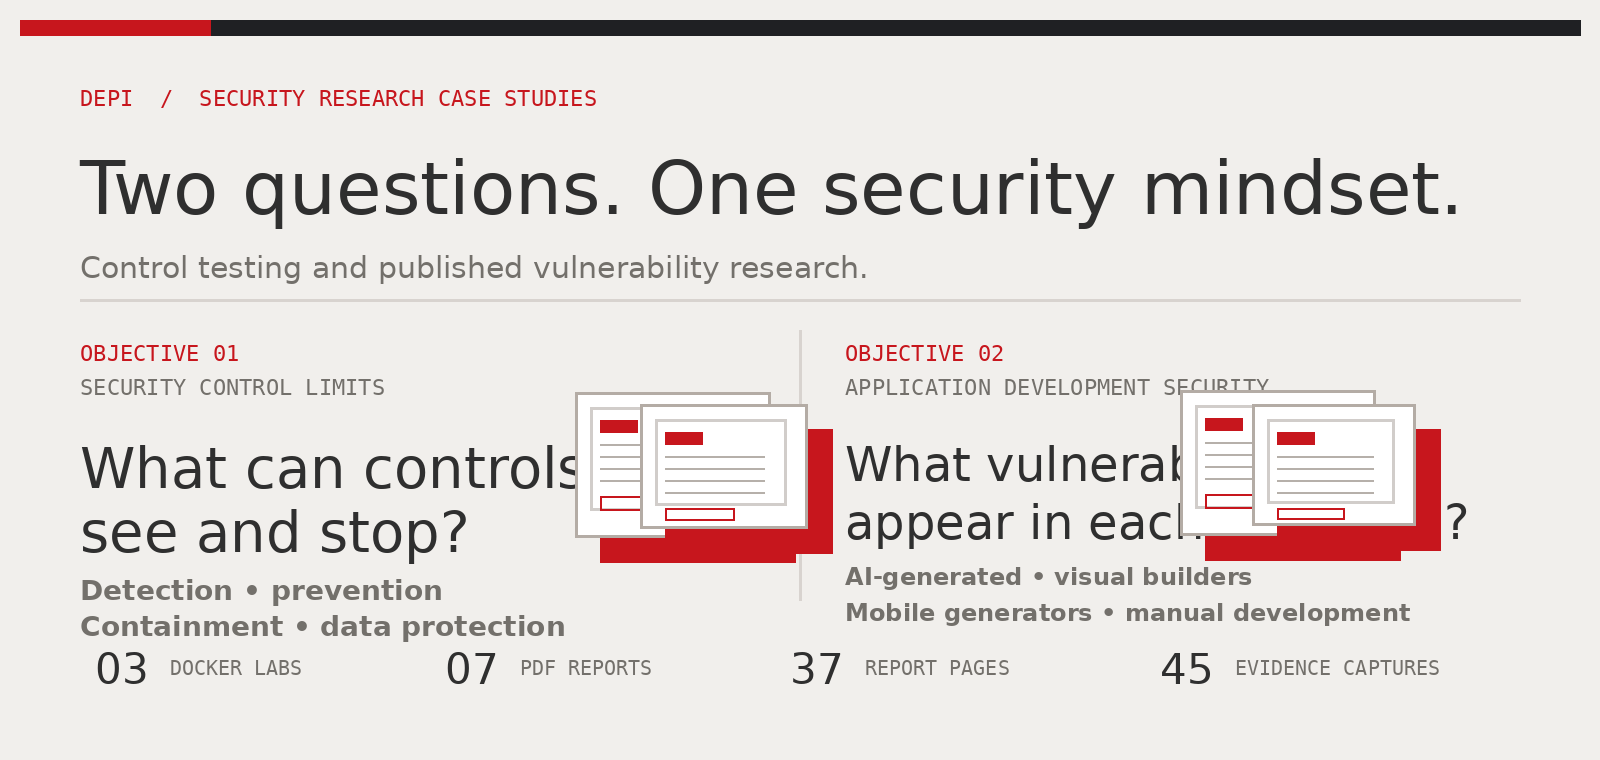 DEPI / SECURITY RESEARCH CASE STUDIES
Two questions. One security mindset.
Control testing and published vulnerability research.
OBJECTIVE 01
SECURITY CONTROL LIMITS
What can controls
see and stop?
Detection • prevention
Containment • data protection
OBJECTIVE 02
APPLICATION DEVELOPMENT SECURITY
What
appear in each ?
AI-generated • visual builders
Mobile generators • manual development
03 DOCKER LABS
07 PDF REPORTS
37 REPORT PAGES
45 EVIDENCE CAPTURES